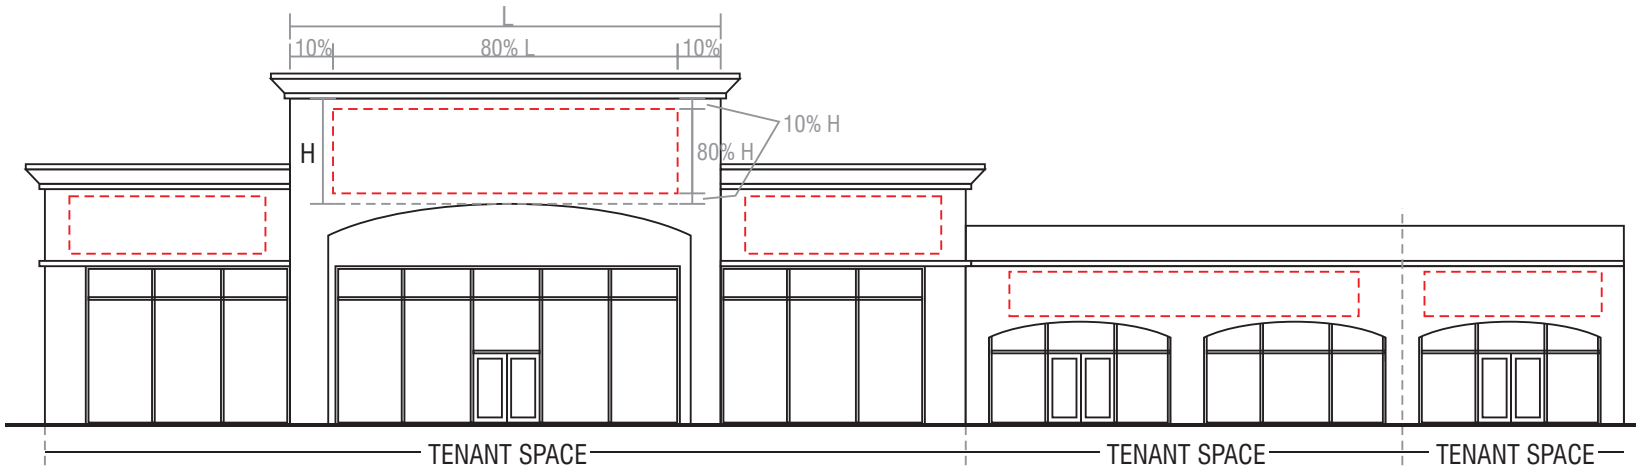 L
10% 80% L 10%
10% H
H 80% H
TENANT SPACE TENANT SPACE TENANT SPACE